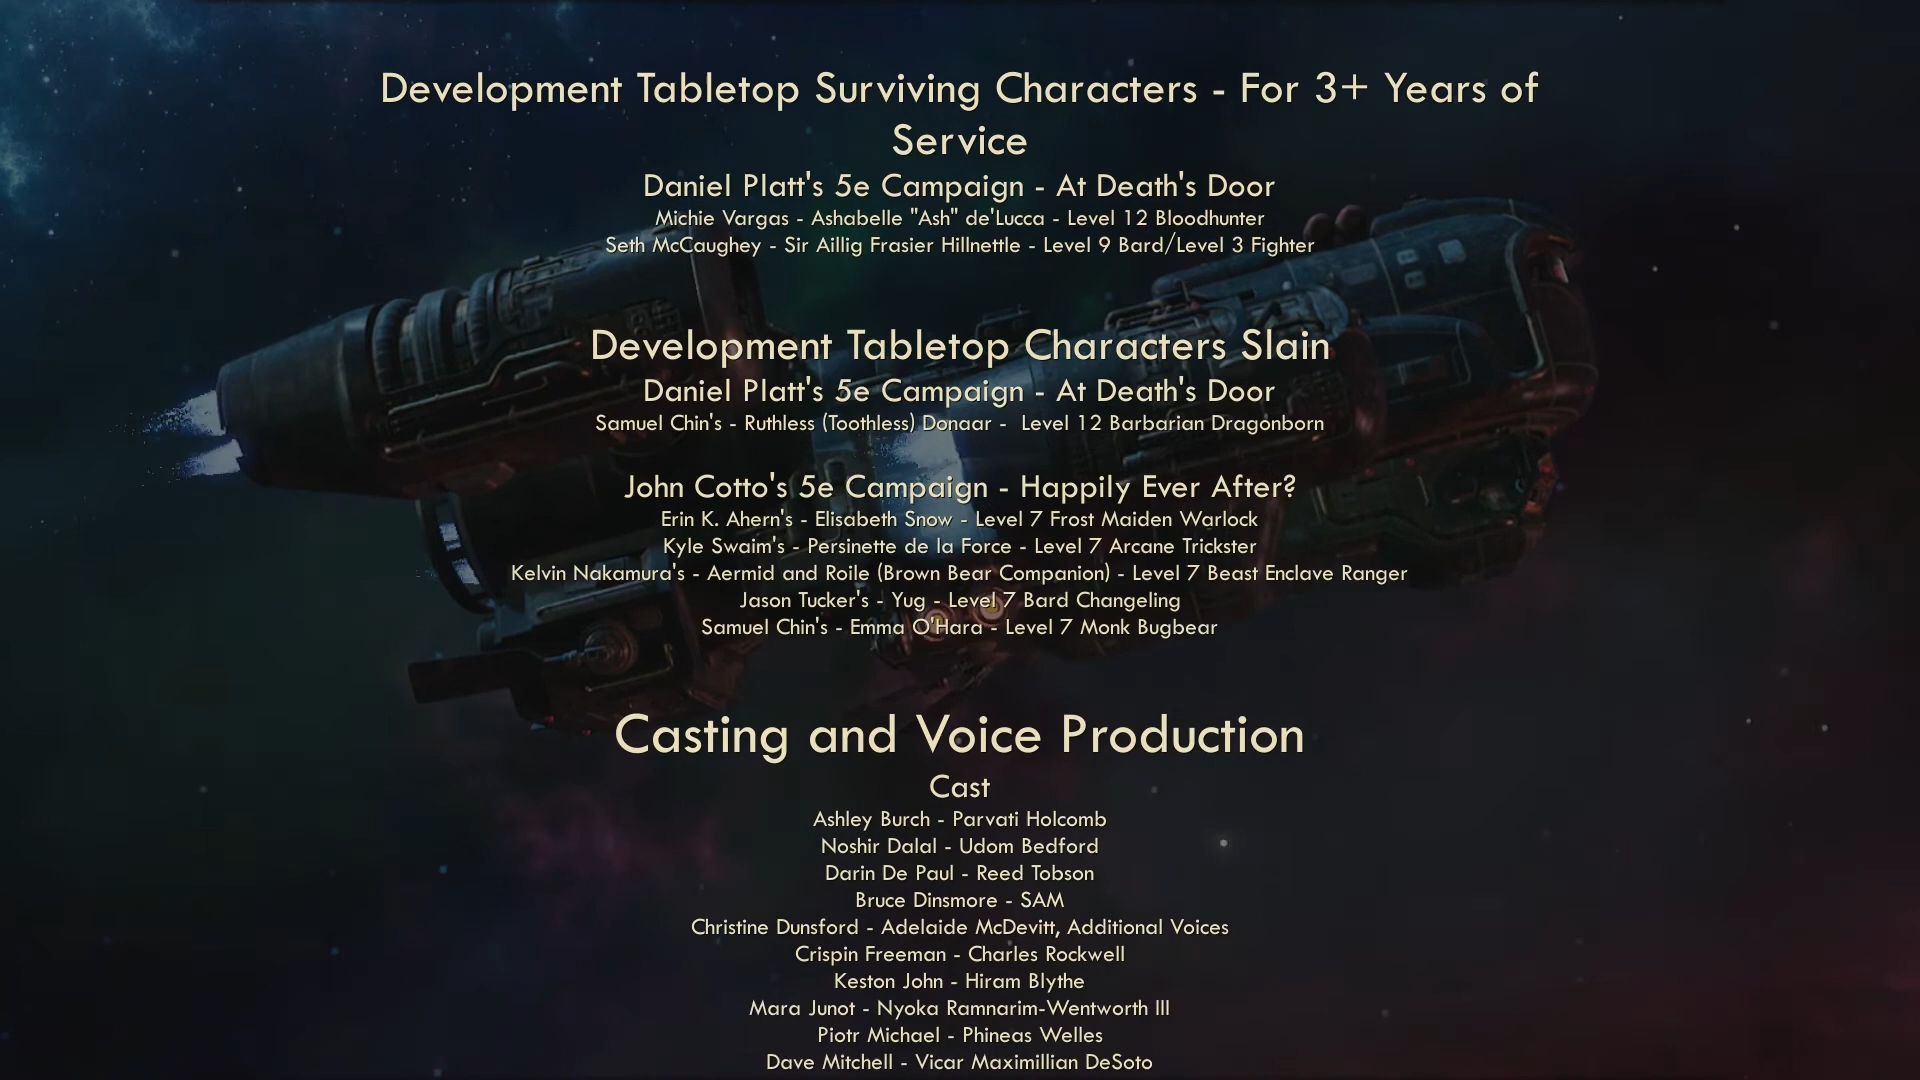 Development Tabletop Surviving Characters - For 3+ Years of
Service
Daniel Platt's 5e Campaign - At Death's Door
Michie Vargas - Ashabelle "Ash" de'Lucca - Level 12 Bloodhunter
Seth McCaughey - Sir Aillig Frasier Hillnettle - Level 9 Bard/Level 3 Fighter
Development Tabletop Characters Slain
Daniel Platt's 5e Campaign - At Death's Door
Samuel Chin's - Ruthless (Toothless) Donaar -  Level 12 Barbarian Dragonborn
John Cotto's 5e Campaign - Happily Ever After?
Erin K. Ahern's - Elisabeth Snow - Level 7 Frost Maiden Warlock
Kyle Swaim's - Persinette de la Force - Level 7 Arcane Trickster
Kelvin Nakamura's - Aermid and Roile (Brown Bear Companion) - Level 7 Beast Enclave Ranger
Jason Tucker's - Yug - Level 7 Bard Changeling
Samuel Chin's - Emma O'Hara - Level 7 Monk Bugbear
Casting and Voice Production
Cast
Ashley Burch - Parvati Holcomb
Noshir Dalal - Udom Bedford
Darin De Paul - Reed Tobson
Bruce Dinsmore - SAM
Christine Dunsford - Adelaide McDevitt, Additional Voices
Crispin Freeman - Charles Rockwell
Keston John - Hiram Blythe
Mara Junot - Nyoka Ramnarim-Wentworth III
Piotr Michael - Phineas Welles
Dave Mitchell - Vicar Maximillian DeSoto